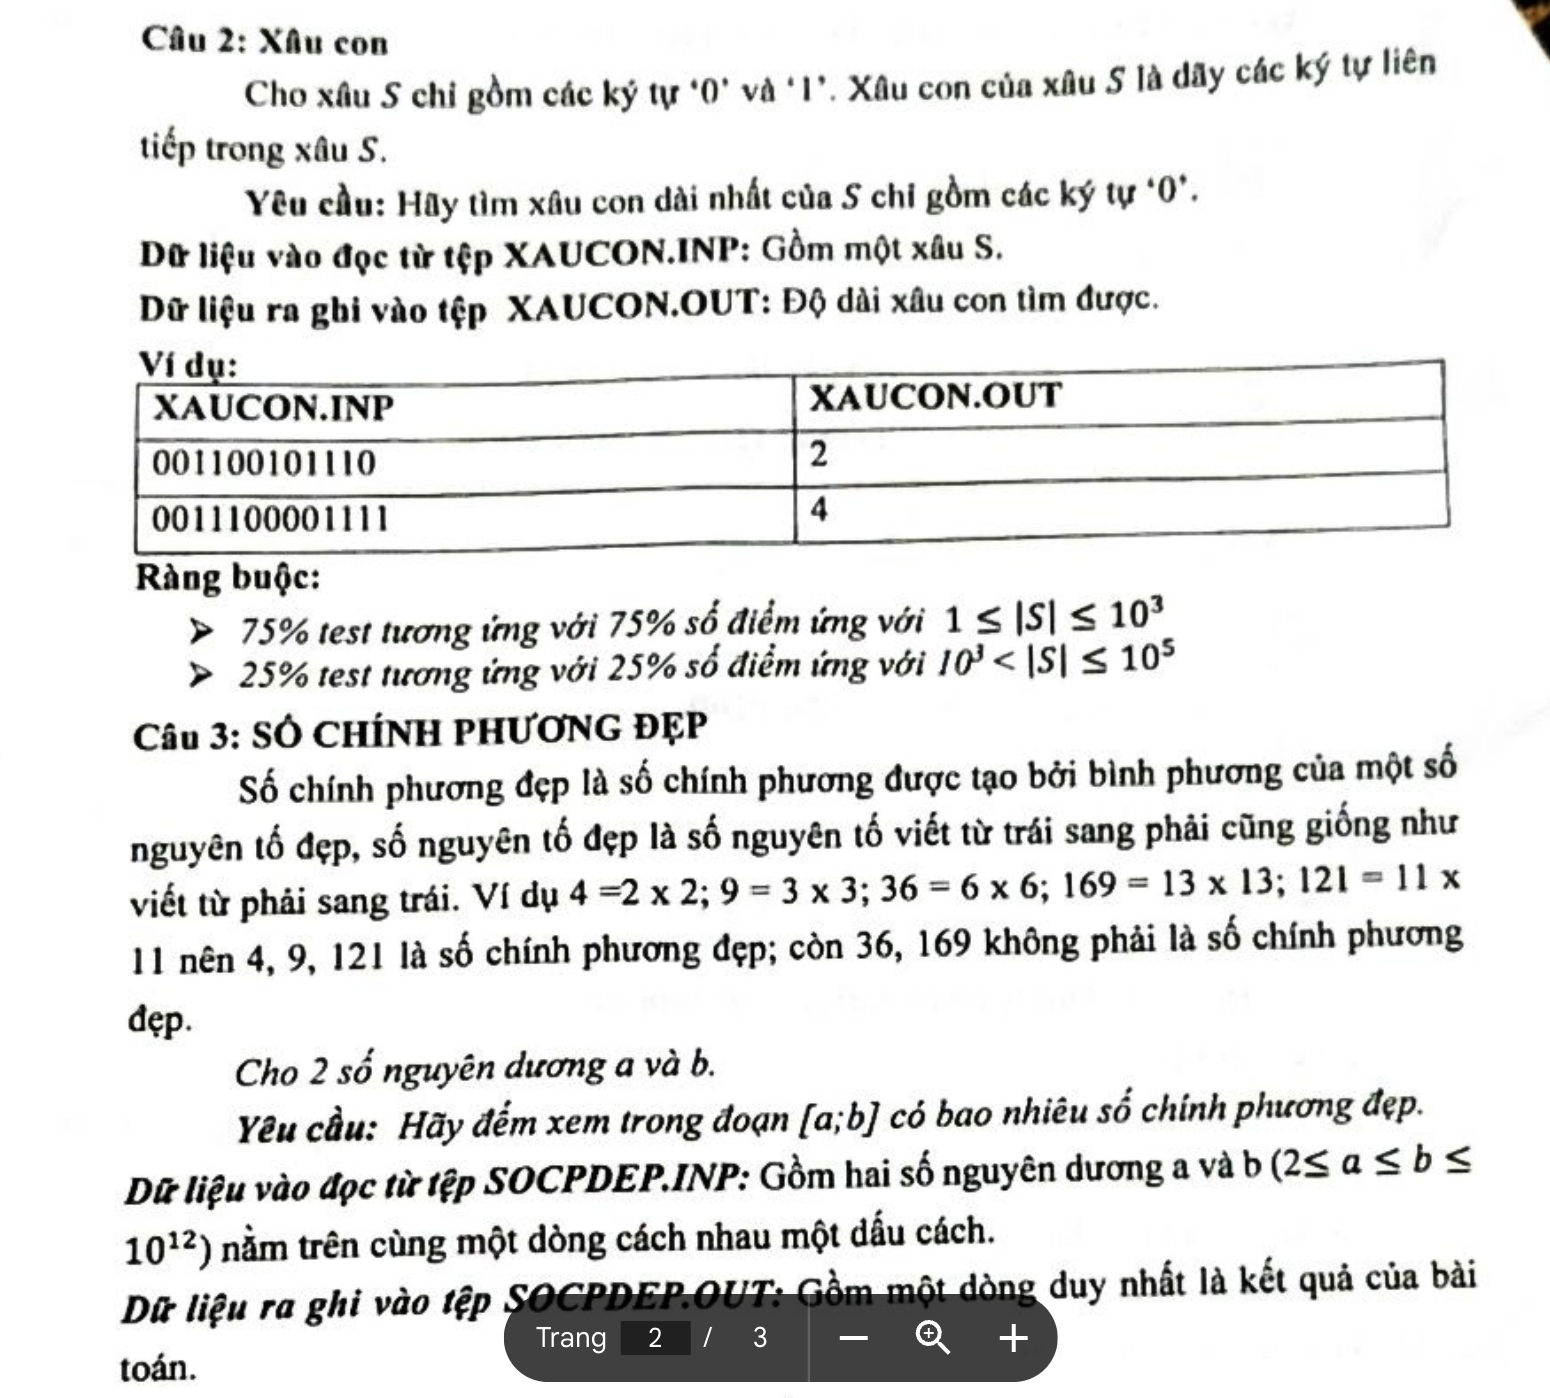 Câu 2: Xâu con
Cho xâu S chỉ gồm các ký tự ‘0’ và ‘1’. Xâu con của xâu S là dãy các ký tự liên
tiếp trong xâu S.
Yêu cầu: Hãy tìm xâu con dài nhất của S chỉ gồm các ký tự ‘0’.
Dữ liệu vào đọc từ tệp XAUCON.INP: Gồm một xâu S.
Dữ liệu ra ghi vào tệp XAUCON.OUT: Độ dài xâu con tìm được.
Ví dụ:
XAUCON.INP XAUCON.OUT
001100101110 2
0011100001111 4
Ràng buộc:
➢ 75% test tương ứng với 75% số điểm ứng với 1 ≤ |S| ≤ 10³
➢ 25% test tương ứng với 25% số điểm ứng với 10³ < |S| ≤ 10⁵
Câu 3: SỐ CHÍNH PHƯƠNG ĐẸP
Số chính phương đẹp là số chính phương được tạo bởi bình phương của một số
nguyên tố đẹp, số nguyên tố đẹp là số nguyên tố viết từ trái sang phải cũng giống như
viết từ phải sang trái. Ví dụ 4 =2 x 2; 9 = 3 x 3; 36 = 6 x 6; 169 = 13 x 13; 121 = 11 x
11 nên 4, 9, 121 là số chính phương đẹp; còn 36, 169 không phải là số chính phương
đẹp.
Cho 2 số nguyên dương a và b.
Yêu cầu: Hãy đếm xem trong đoạn [a;b] có bao nhiêu số chính phương đẹp.
Dữ liệu vào đọc từ tệp SOCPDEP.INP: Gồm hai số nguyên dương a và b (2≤ a ≤ b ≤
10¹²) nằm trên cùng một dòng cách nhau một dấu cách.
Dữ liệu ra ghi vào tệp SOCPDEP.OUT: Gồm một dòng duy nhất là kết quả của bài
toán.
Trang 2 / 3